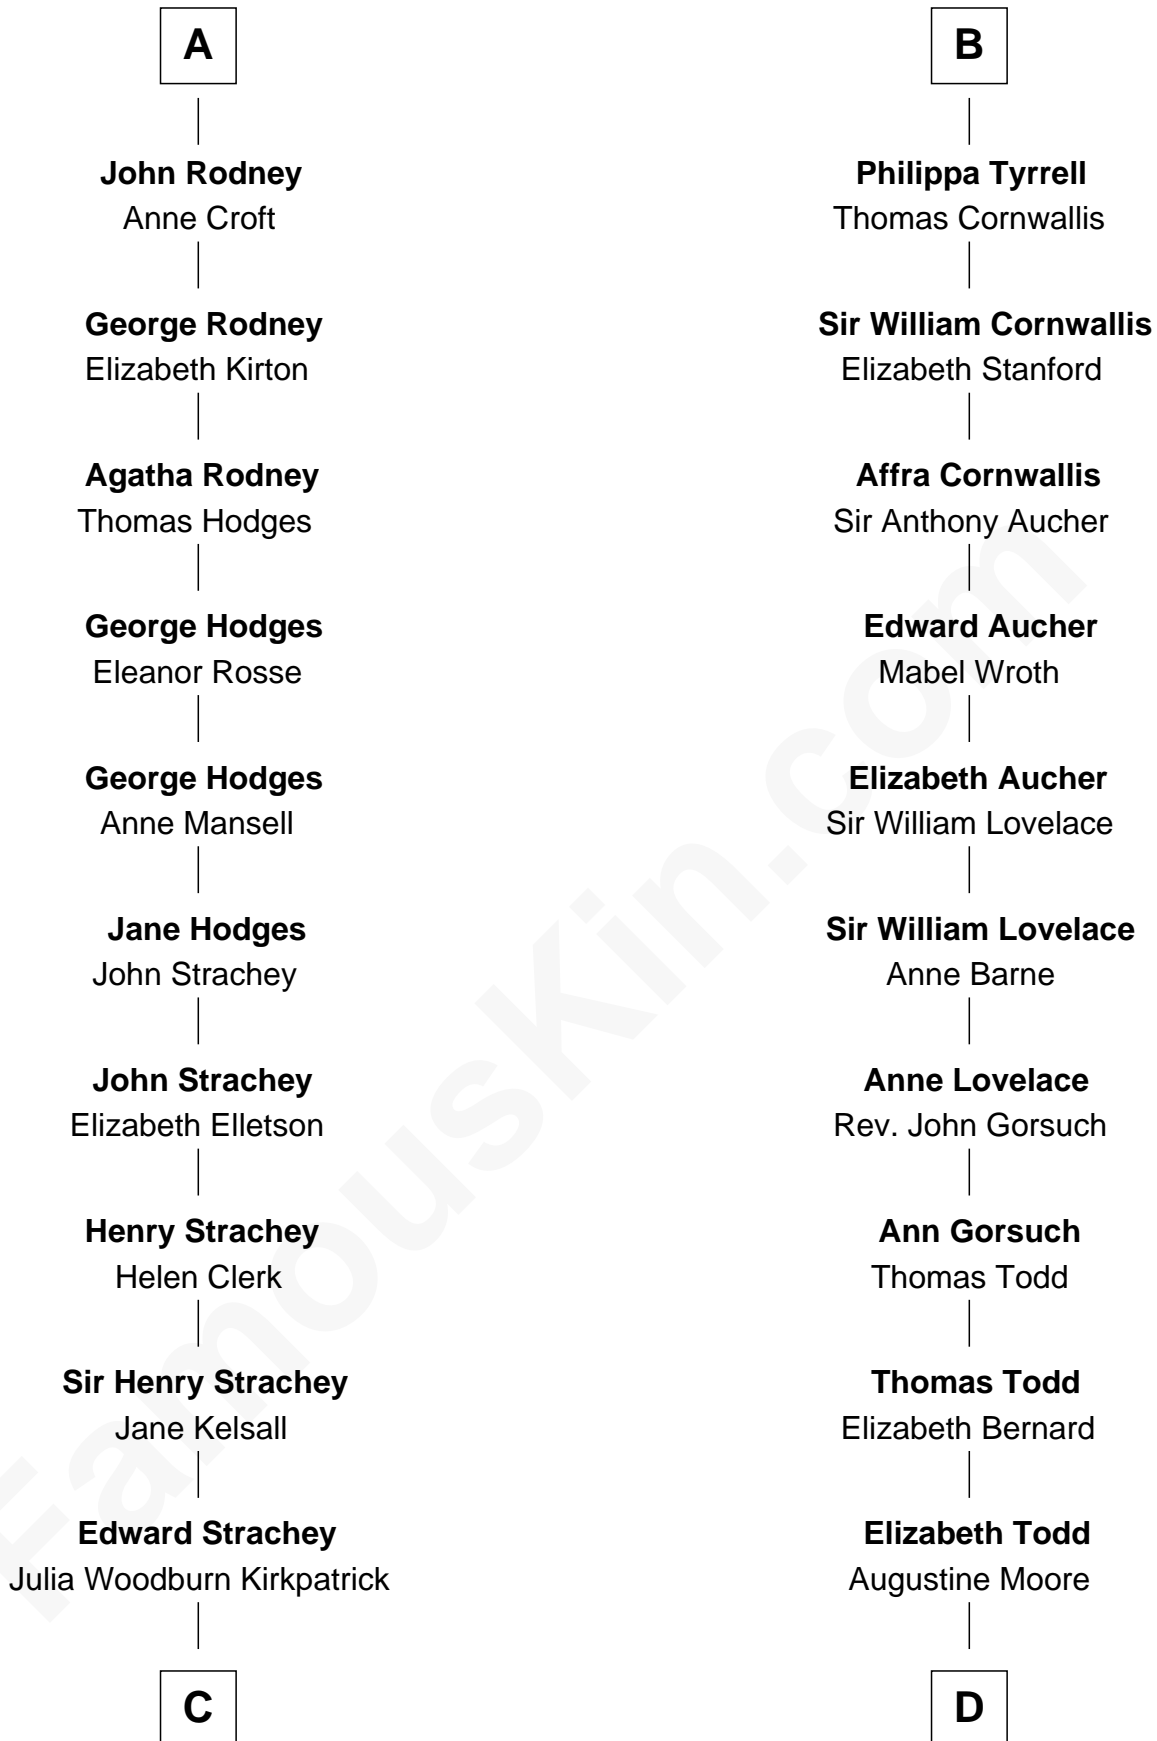 A
John Rodney
Anne Croft
George Rodney
Elizabeth Kirton
Agatha Rodney
Thomas Hodges
George Hodges
Eleanor Rosse
George Hodges
Anne Mansell
Jane Hodges
John Strachey
John Strachey
Elizabeth Elletson
Henry Strachey
Helen Clerk
Sir Henry Strachey
Jane Kelsall
Edward Strachey
Julia Woodburn Kirkpatrick
C
B
Philippa Tyrrell
Thomas Cornwallis
Sir William Cornwallis
Elizabeth Stanford
Affra Cornwallis
Sir Anthony Aucher
Edward Aucher
Mabel Wroth
Elizabeth Aucher
Sir William Lovelace
Sir William Lovelace
Anne Barne
Anne Lovelace
Rev. John Gorsuch
Ann Gorsuch
Thomas Todd
Thomas Todd
Elizabeth Bernard
Elizabeth Todd
Augustine Moore
D
FamousKin.com